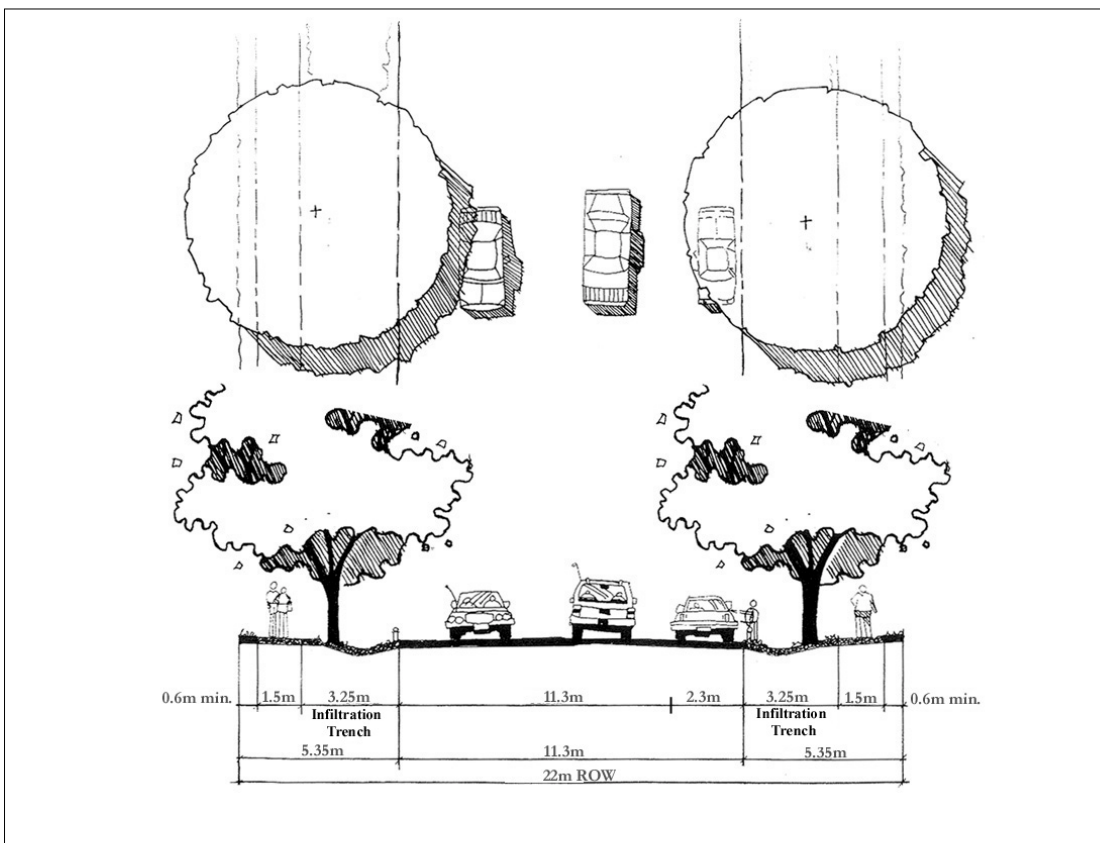 0.6m min. 1.5m 3.25m 11.3m 2.3m 3.25m 1.5m 0.6m min.
Infiltration Trench
Infiltration Trench
5.35m 11.3m 5.35m
22m ROW